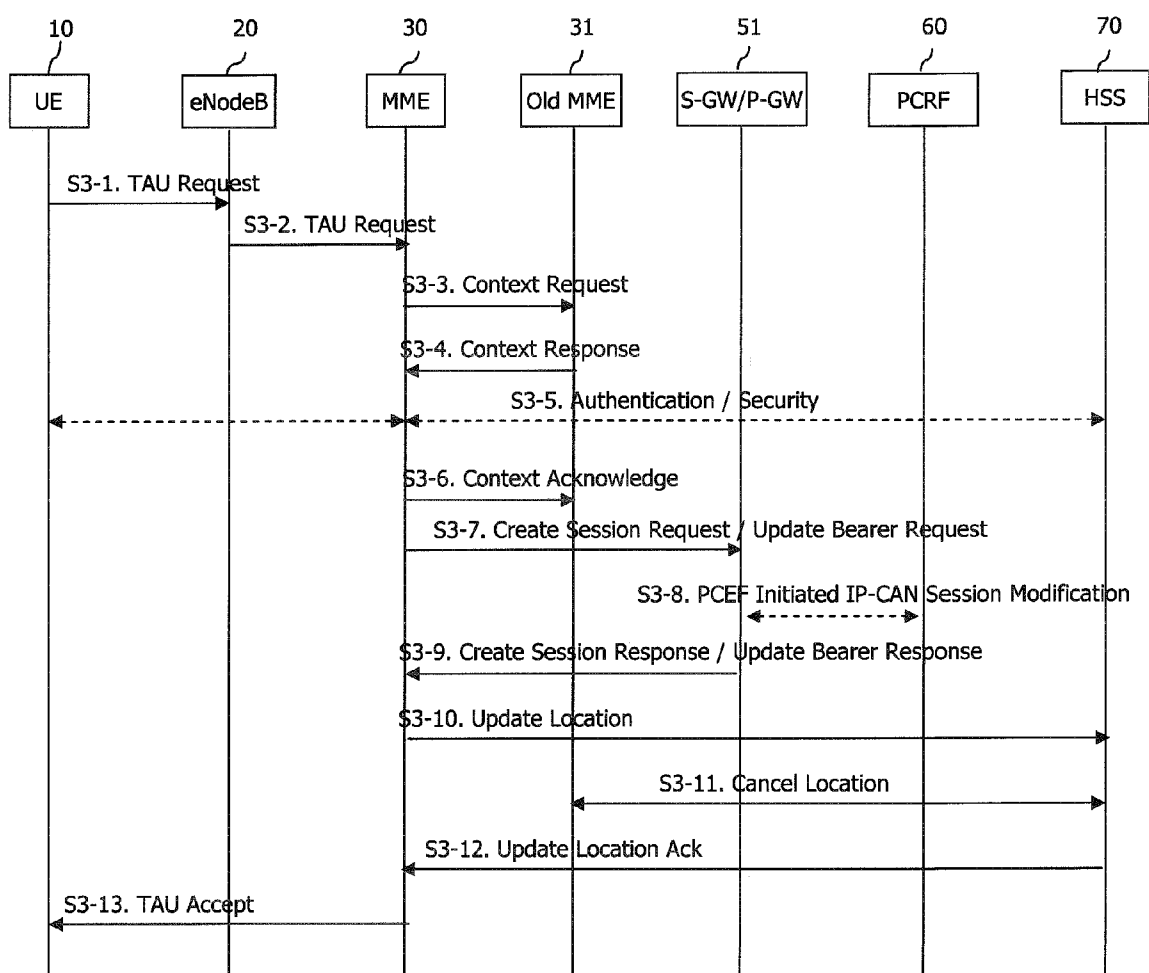 10 20 30 31 51 60 70
UE eNodeB MME Old MME S-GW/P-GW PCRF HSS
S3-1. TAU Request
S3-2. TAU Request
S3-3. Context Request
S3-4. Context Response
S3-5. Authentication / Security
S3-6. Context Acknowledge
S3-7. Create Session Request / Update Bearer Request
S3-8. PCEF Initiated IP-CAN Session Modification
S3-9. Create Session Response / Update Bearer Response
S3-10. Update Location
S3-11. Cancel Location
S3-12. Update Location Ack
S3-13. TAU Accept